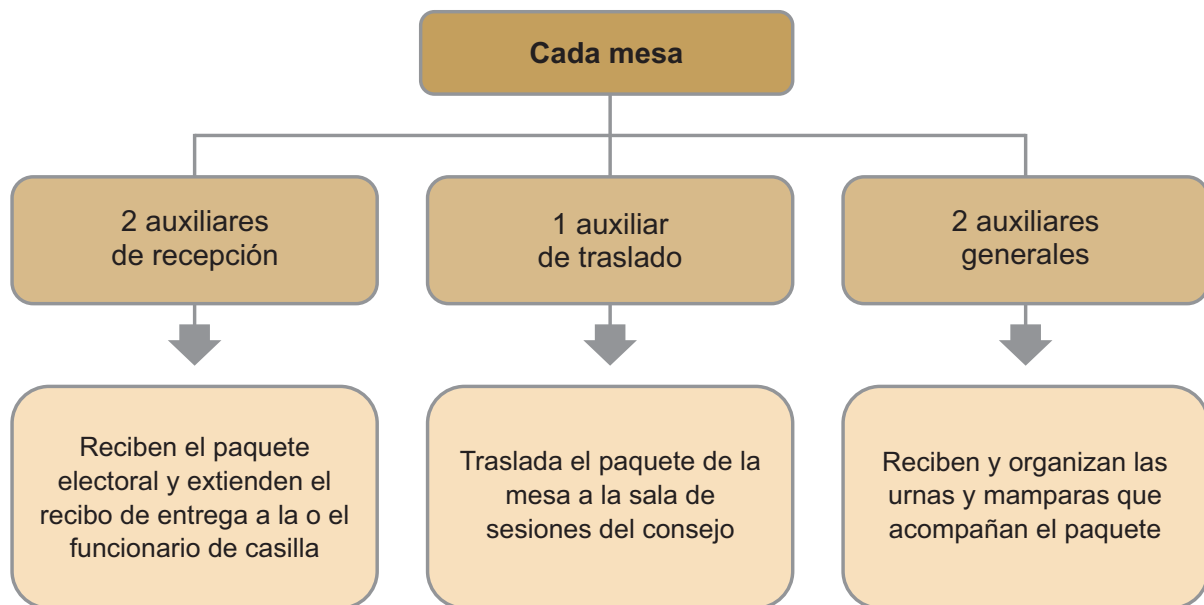 Cada mesa
2 auxiliares
de recepción
1 auxiliar
de traslado
2 auxiliares
generales
Reciben el paquete
electoral y extienden el
recibo de entrega a la o el
funcionario de casilla
Traslada el paquete de la
mesa a la sala de
sesiones del consejo
Reciben y organizan las
urnas y mamparas que
acompañan el paquete